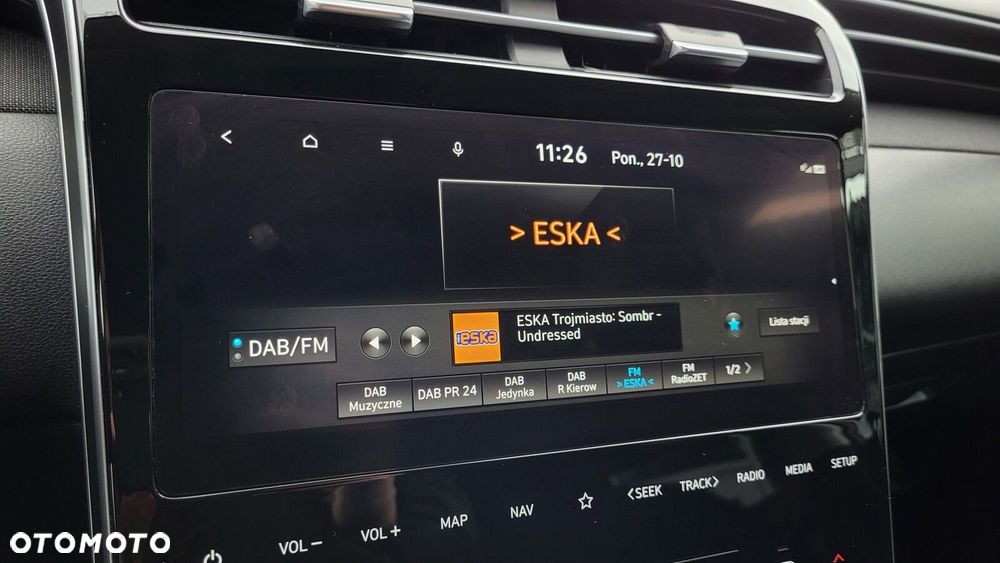 11:26 Pon., 27-10
> ESKA <
DAB/FM
eska
ESKA Trojmiasto: Sombr -
Undressed
Lista stacji
DAB
Muzyczne
DAB PR 24
DAB
Jedynka
DAB
R Kierow
FM
> ESKA <
FM
RadioZET
1/2 >
VOL −
VOL +
MAP
NAV
<SEEK
TRACK>
RADIO
MEDIA
SETUP
OTOMOTO